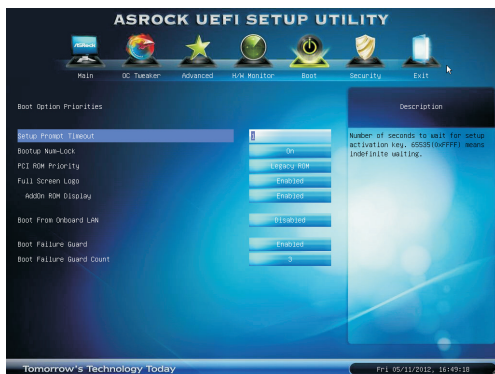 ASROCK UEFI SETUP UTILITY
ASRock
Main OC Tweaker Advanced H/W Monitor Boot Security Exit
Boot Option Priorities
Description
Setup Prompt Timeout 1
Number of seconds to wait for setup
activation key. 65535(0xFFFF) means
indefinite waiting.
Bootup Num-Lock On
PCI ROM Priority Legacy ROM
Full Screen Logo Enabled
AddOn ROM Display Enabled
Boot From Onboard LAN Disabled
Boot Failure Guard Enabled
Boot Failure Guard Count 3
Tomorrow's Technology Today
Fri 05/11/2012, 16:49:18